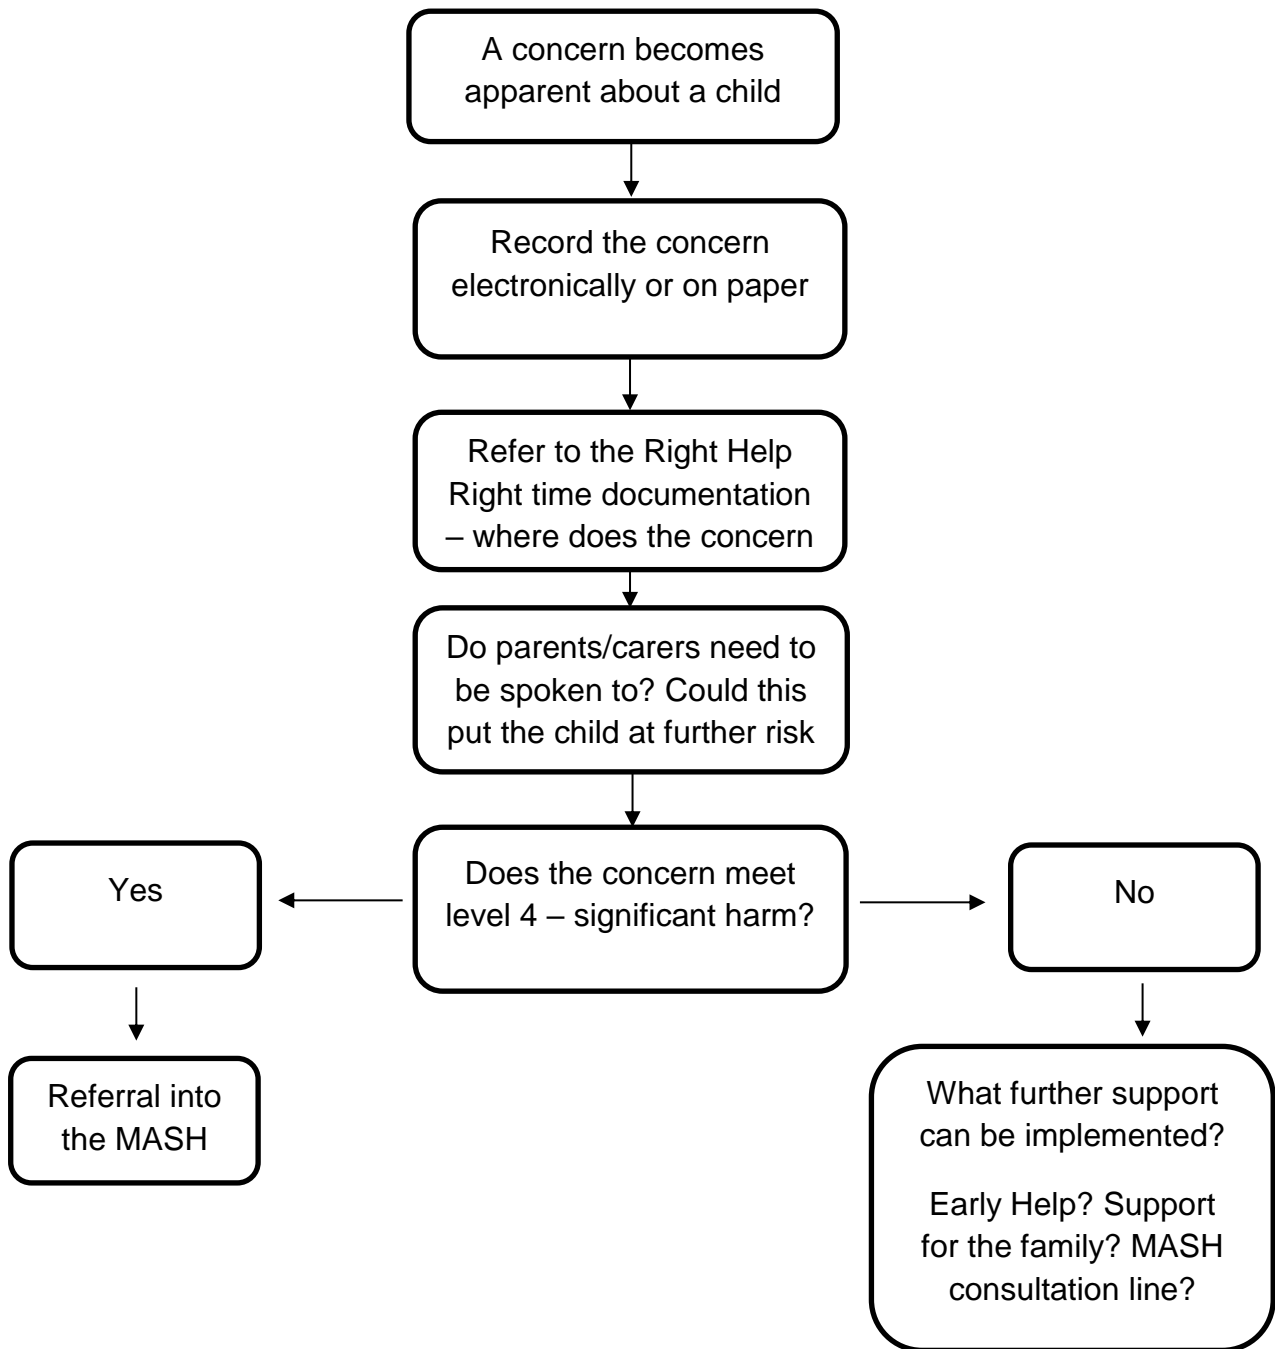 A concern becomes
apparent about a child
Record the concern
electronically or on paper
Refer to the Right Help
Right time documentation
– where does the concern
Do parents/carers need to
be spoken to? Could this
put the child at further risk
Does the concern meet
level 4 – significant harm?
Yes
No
Referral into
the MASH
What further support
can be implemented?
Early Help? Support
for the family? MASH
consultation line?